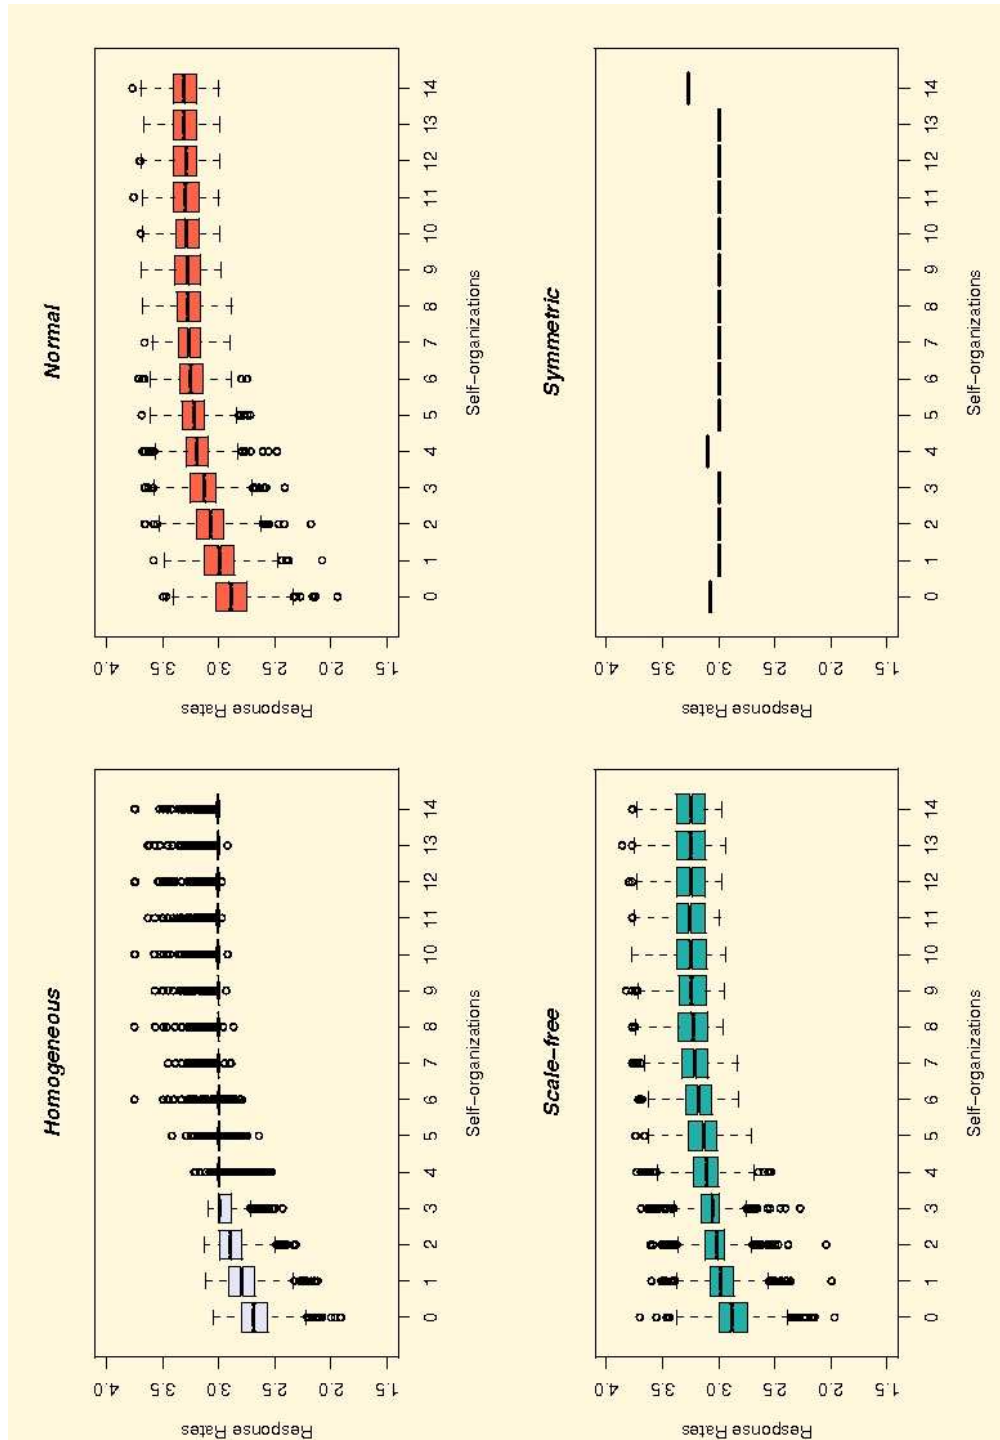 Homogeneous
Response Rates
4.0 3.5 3.0 2.5 2.0 1.5
0 1 2 3 4 5 6 7 8 9 10 11 12 13 14
Self-organizations
Normal
Response Rates
4.0 3.5 3.0 2.5 2.0 1.5
0 1 2 3 4 5 6 7 8 9 10 11 12 13 14
Self-organizations
Scale-free
Response Rates
4.0 3.5 3.0 2.5 2.0 1.5
0 1 2 3 4 5 6 7 8 9 10 11 12 13 14
Self-organizations
Symmetric
Response Rates
4.0 3.5 3.0 2.5 2.0 1.5
0 1 2 3 4 5 6 7 8 9 10 11 12 13 14
Self-organizations